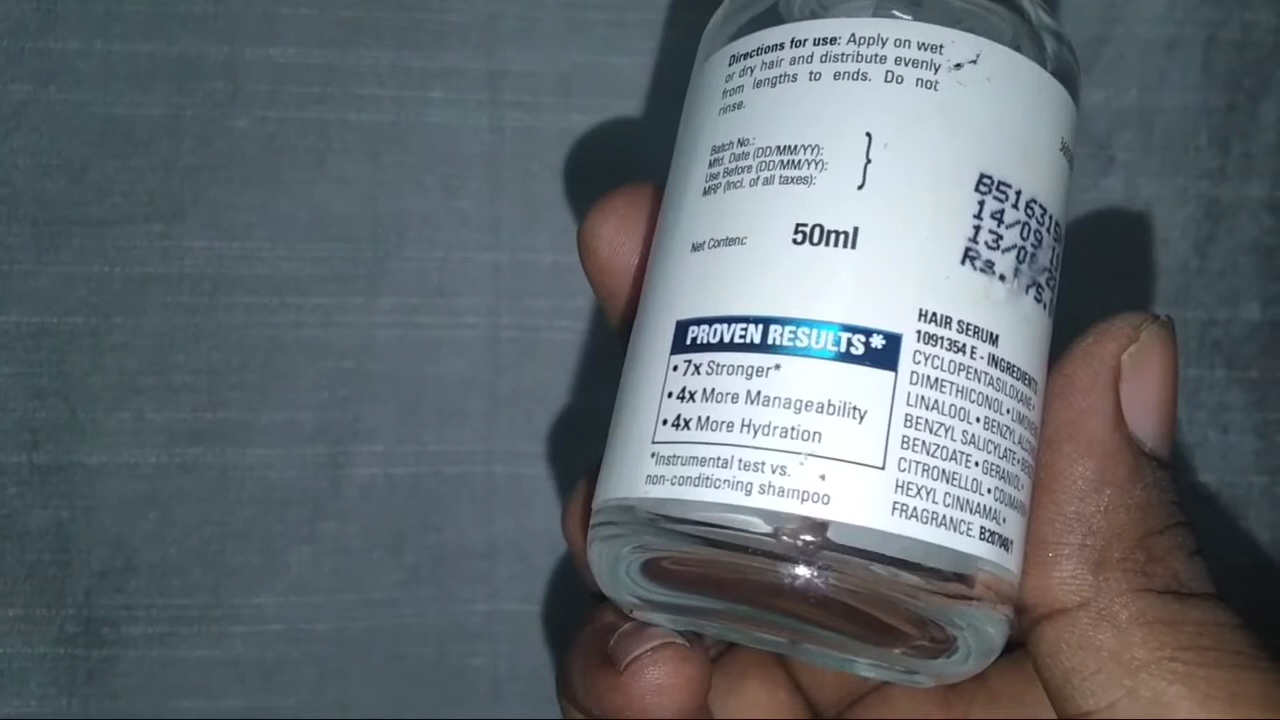 Directions for use: Apply on wet
or dry hair and distribute evenly
from lengths to ends. Do not
rinse.
Batch No.:
Mfd. Date (DD/MM/YY):
Use Before (DD/MM/YY):
MRP (Incl. of all taxes):
Net Content:
50ml
14/09
Rs.
PROVEN RESULTS*
• 7x Stronger*
• 4x More Manageability
• 4x More Hydration
*Instrumental test vs.
non-conditioning shampoo
HAIR SERUM
1091354 E - INGREDIENTS
CYCLOPENTASILOXANE •
DIMETHICONOL •
LINALOOL • BENZYL
BENZYL SALICYLATE •
BENZOATE • GERANIOL •
CITRONELLOL •
HEXYL CINNAMAL •
FRAGRANCE.